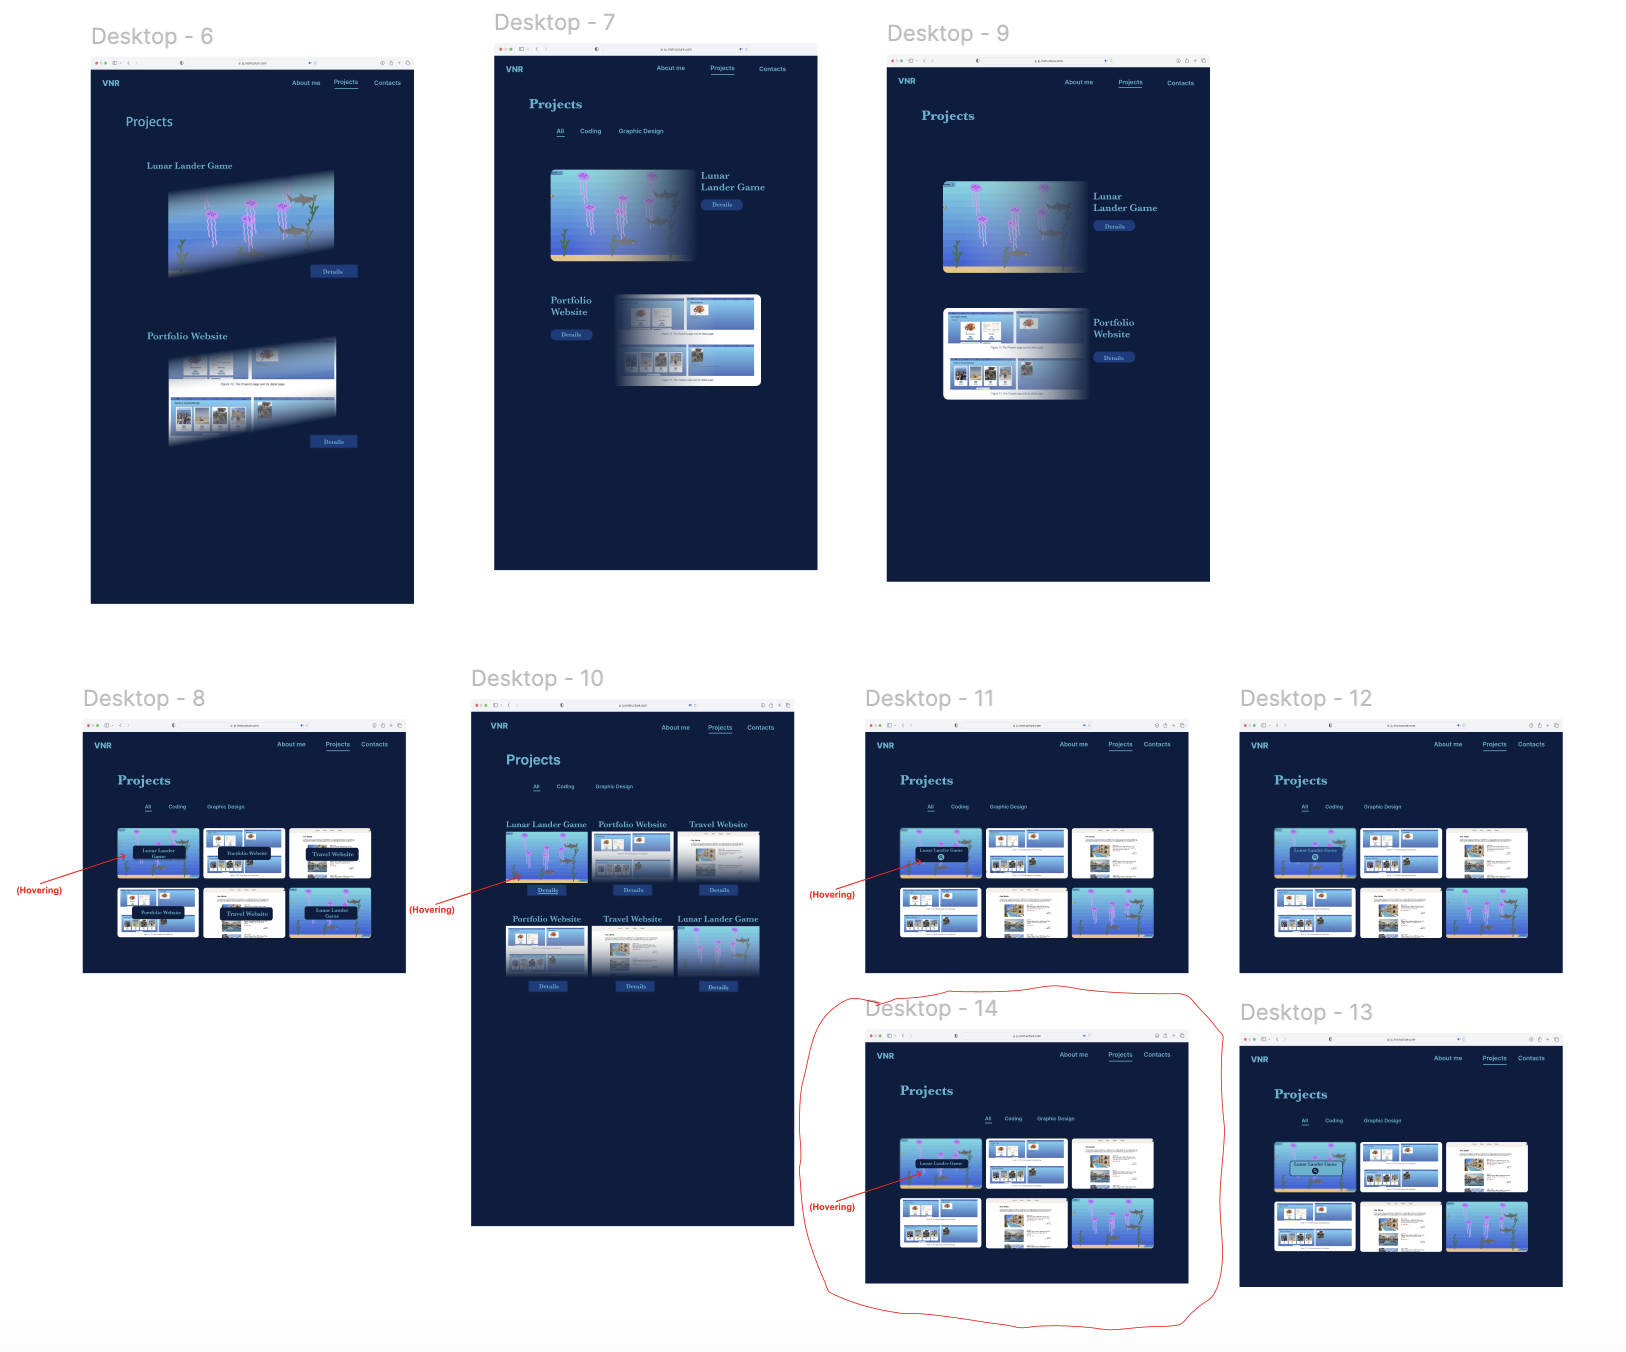 Desktop - 6
VNR
About me
Projects
Contacts
Projects
Lunar Lander Game
Details
Portfolio Website
Details
Desktop - 7
VNR
About me
Projects
Contacts
Projects
All
Coding
Graphic Design
Lunar
Lander Game
Details
Portfolio
Website
Details
Desktop - 9
VNR
About me
Projects
Contacts
Projects
Lunar
Lander Game
Details
Portfolio
Website
Details
Desktop - 8
VNR
About me
Projects
Contacts
Projects
All
Coding
Graphic Design
Lunar Lander
Game
Portfolio Website
Travel Website
(Hovering)
Portfolio Website
Travel Website
Lunar Lander
Game
Desktop - 10
VNR
About me
Projects
Contacts
Projects
All
Coding
Graphic Design
Lunar Lander Game
Portfolio Website
Travel Website
(Hovering)
Details
Details
Details
Portfolio Website
Travel Website
Lunar Lander Game
Details
Details
Details
Desktop - 11
VNR
About me
Projects
Contacts
Projects
All
Coding
Graphic Design
Lunar Lander Game
(Hovering)
Desktop - 12
VNR
About me
Projects
Contacts
Projects
All
Coding
Graphic Design
Lunar Lander Game
Desktop - 14
VNR
About me
Projects
Contacts
Projects
All
Coding
Graphic Design
Lunar Lander Game
(Hovering)
Desktop - 13
VNR
About me
Projects
Contacts
Projects
All
Coding
Graphic Design
Lunar Lander Game